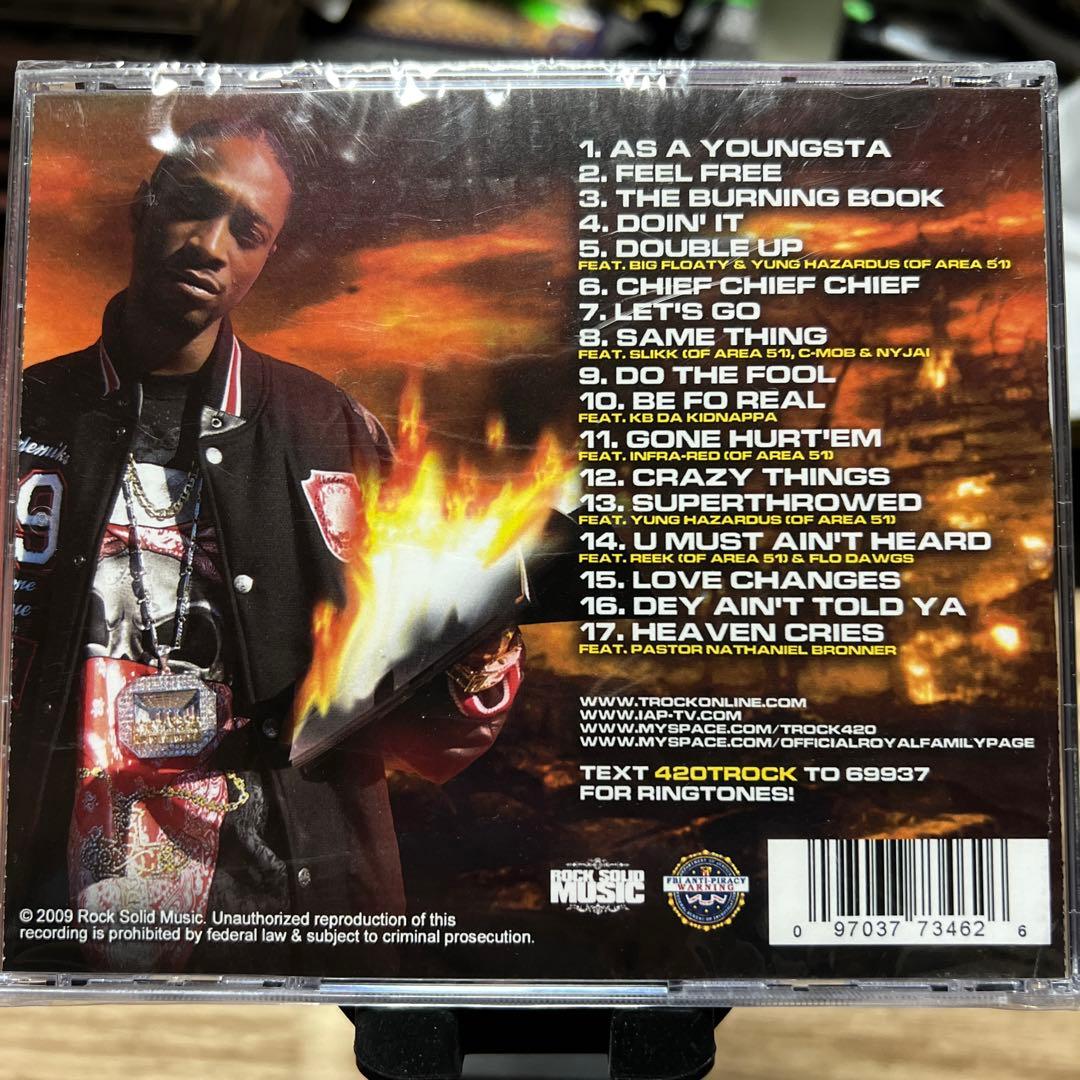 1. AS A YOUNGSTA
2. FEEL FREE
3. THE BURNING BOOK
4. DOIN' IT
5. DOUBLE UP
FEAT. BIG FLOATY & YUNG HAZARDUS (OF AREA 51)
6. CHIEF CHIEF CHIEF
7. LET'S GO
8. SAME THING
FEAT. SLIKK (OF AREA 51), C-MOB & NYJAI
9. DO THE FOOL
10. BE FO REAL
FEAT. KB DA KIDNAPPA
11. GONE HURT'EM
FEAT. INFRA-RED (OF AREA 51)
12. CRAZY THINGS
13. SUPERTHROWED
FEAT. YUNG HAZARDUS (OF AREA 51)
14. U MUST AIN'T HEARD
FEAT. REEK (OF AREA 51) & FLO DAWGS
15. LOVE CHANGES
16. DEY AIN'T TOLD YA
17. HEAVEN CRIES
FEAT. PASTOR NATHANIEL BRONNER
WWW.TROCKONLINE.COM
WWW.IAP-TV.COM
WWW.MYSPACE.COM/TROCK420
WWW.MYSPACE.COM/OFFICIALROYALFAMILYPAGE
TEXT 420TROCK TO 69937
FOR RINGTONES!
ROCK SOLID
MUSIC
FBI ANTI-PIRACY
WARNING
0 97037 73462 6
© 2009 Rock Solid Music. Unauthorized reproduction of this
recording is prohibited by federal law & subject to criminal prosecution.
9